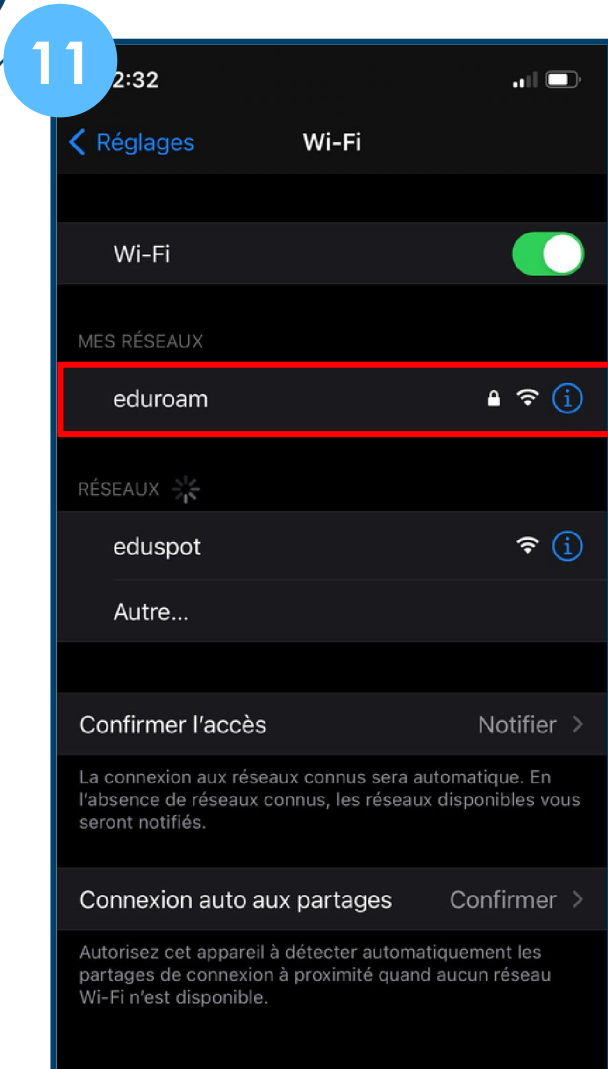 11
2:32
Réglages
Wi-Fi
Wi-Fi
MES RÉSEAUX
eduroam
RÉSEAUX
eduspot
Autre...
Confirmer l'accès Notifier
La connexion aux réseaux connus sera automatique. En
l'absence de réseaux connus, les réseaux disponibles vous
seront notifiés.
Connexion auto aux partages Confirmer
Autorisez cet appareil à détecter automatiquement les
partages de connexion à proximité quand aucun réseau
Wi-Fi n'est disponible.